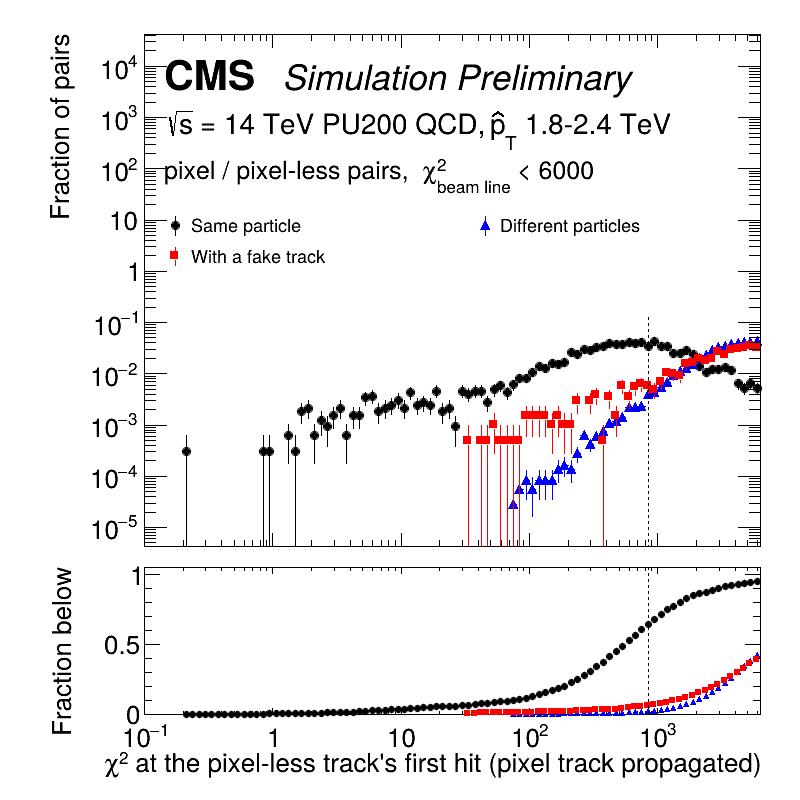 CMS Simulation Preliminary
√s = 14 TeV PU200 QCD, p̂_T 1.8-2.4 TeV
pixel / pixel-less pairs, χ²_beam line < 6000
Same particle
Different particles
With a fake track
Fraction of pairs
10⁴
10³
10²
10
1
10⁻¹
10⁻²
10⁻³
10⁻⁴
10⁻⁵
Fraction below
1
0.5
0
10⁻¹ 1 10 10² 10³
χ² at the pixel-less track's first hit (pixel track propagated)